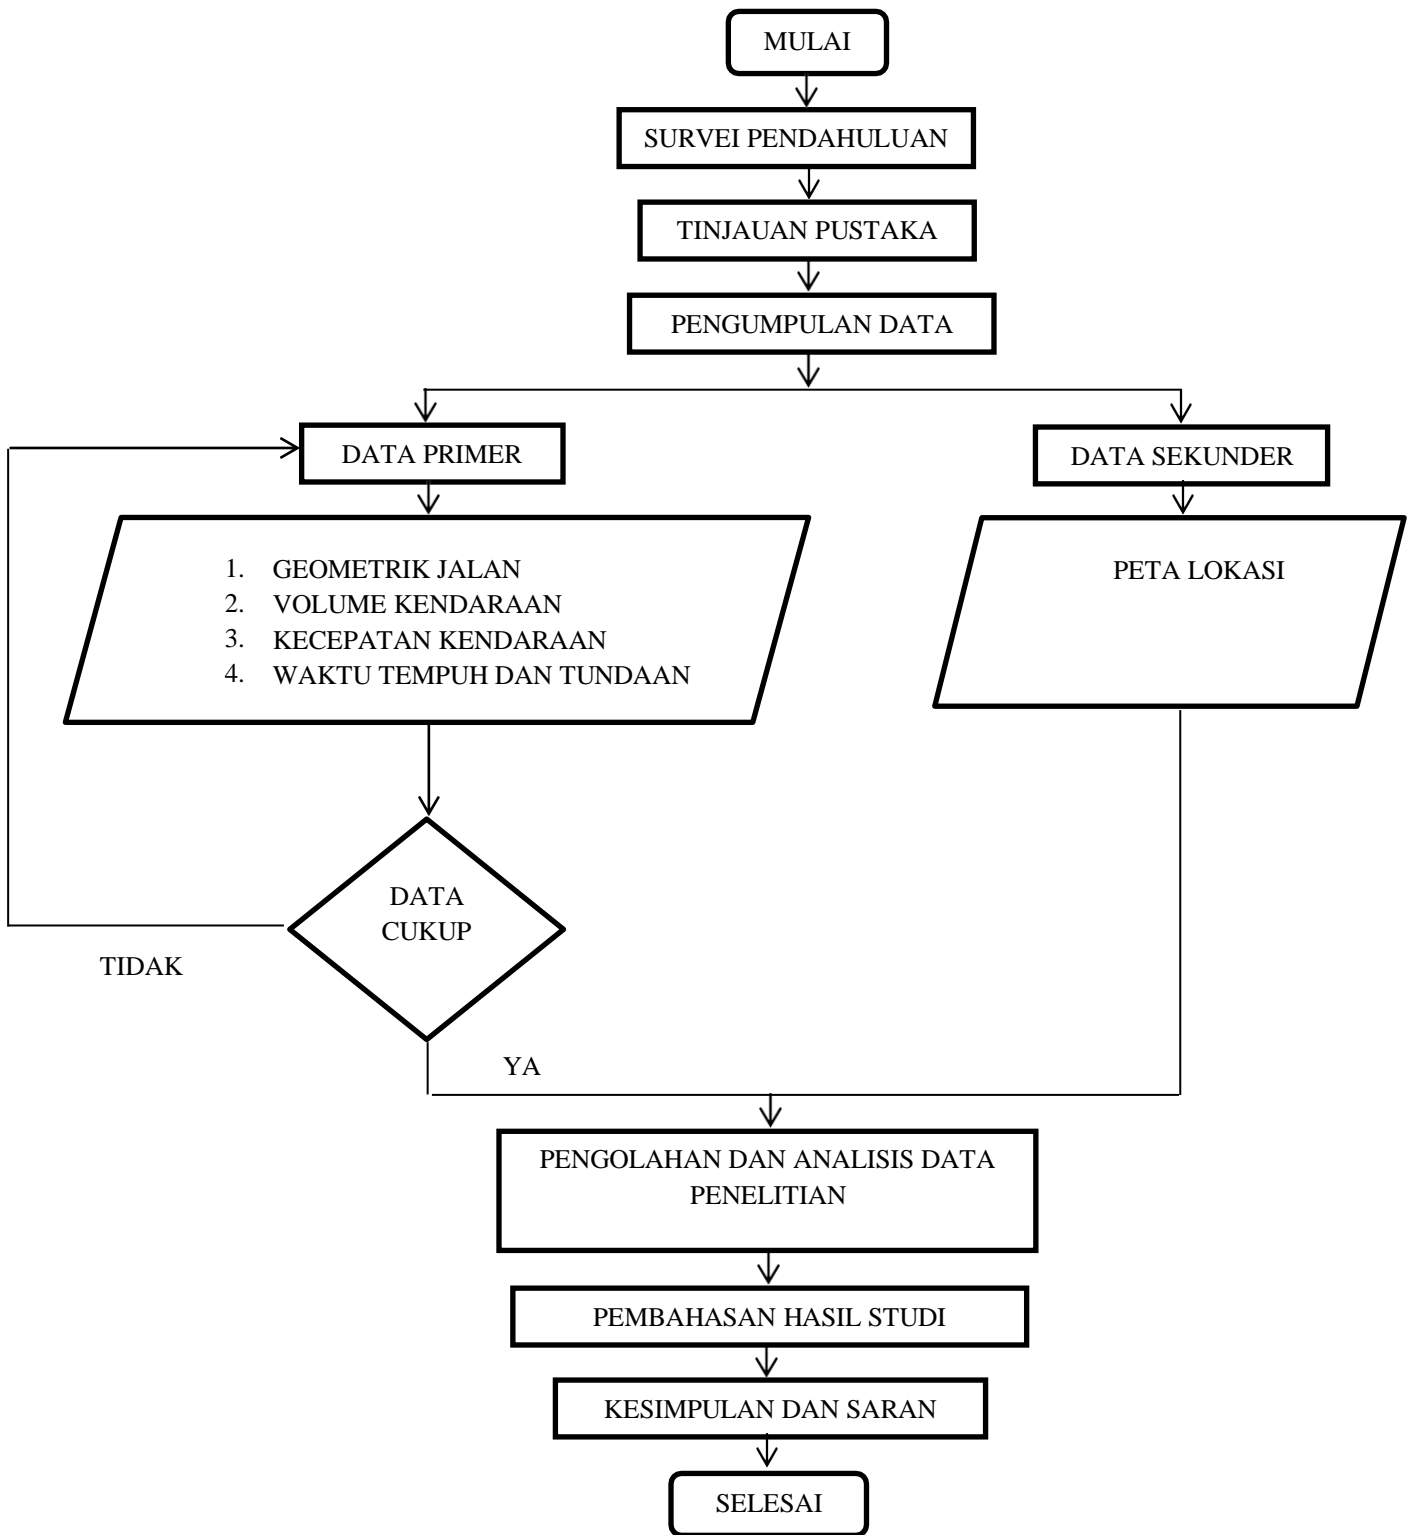 MULAI
SURVEI PENDAHULUAN
TINJAUAN PUSTAKA
PENGUMPULAN DATA
DATA PRIMER
DATA SEKUNDER
1. GEOMETRIK JALAN
2. VOLUME KENDARAAN
3. KECEPATAN KENDARAAN
4. WAKTU TEMPUH DAN TUNDAAN
PETA LOKASI
DATA
CUKUP
TIDAK
YA
PENGOLAHAN DAN ANALISIS DATA
PENELITIAN
PEMBAHASAN HASIL STUDI
KESIMPULAN DAN SARAN
SELESAI